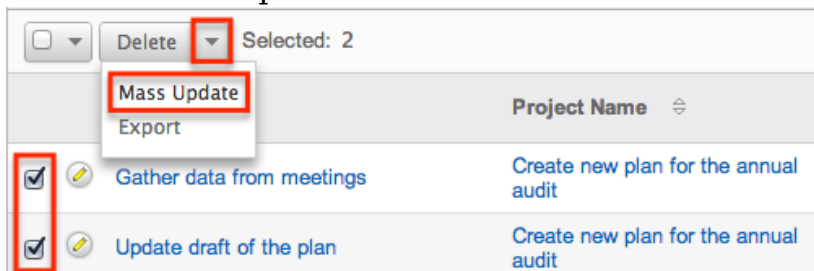 Delete Selected: 2
Mass Update
Export
Project Name
Gather data from meetings
Create new plan for the annual
audit
Update draft of the plan
Create new plan for the annual
audit